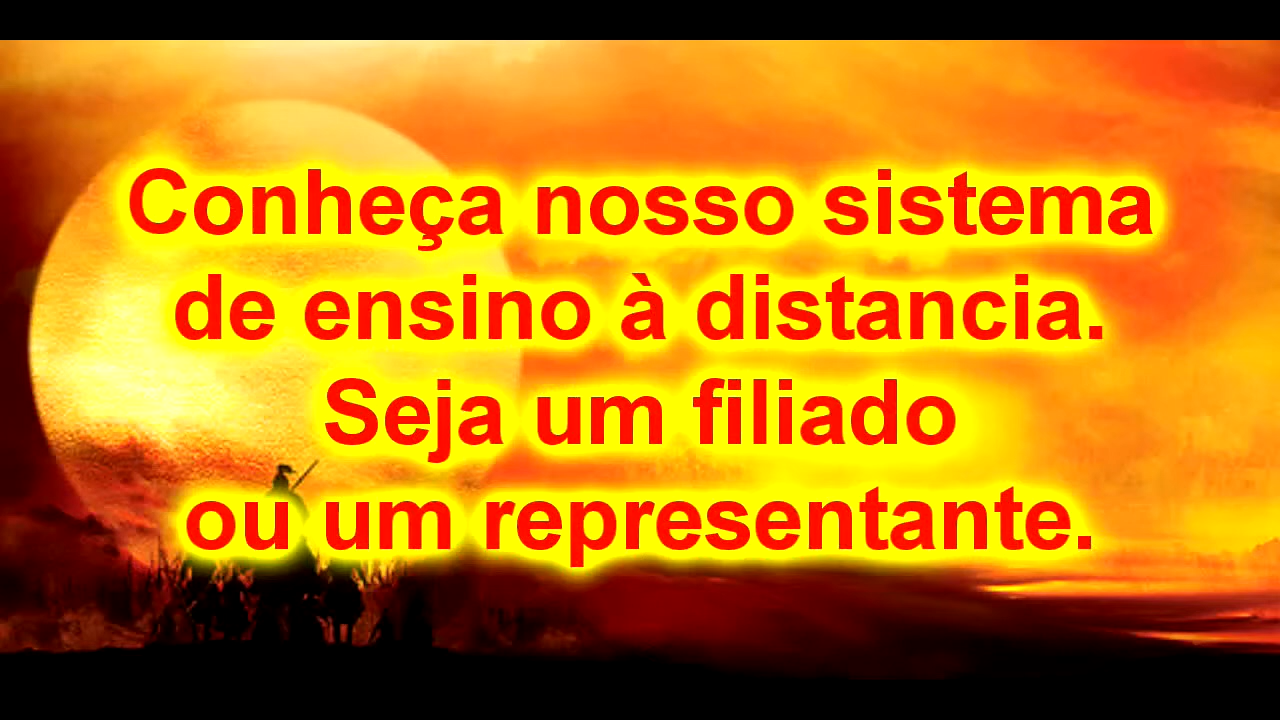 Conheça nosso sistema
de ensino à distancia.
Seja um filiado
ou um representante.